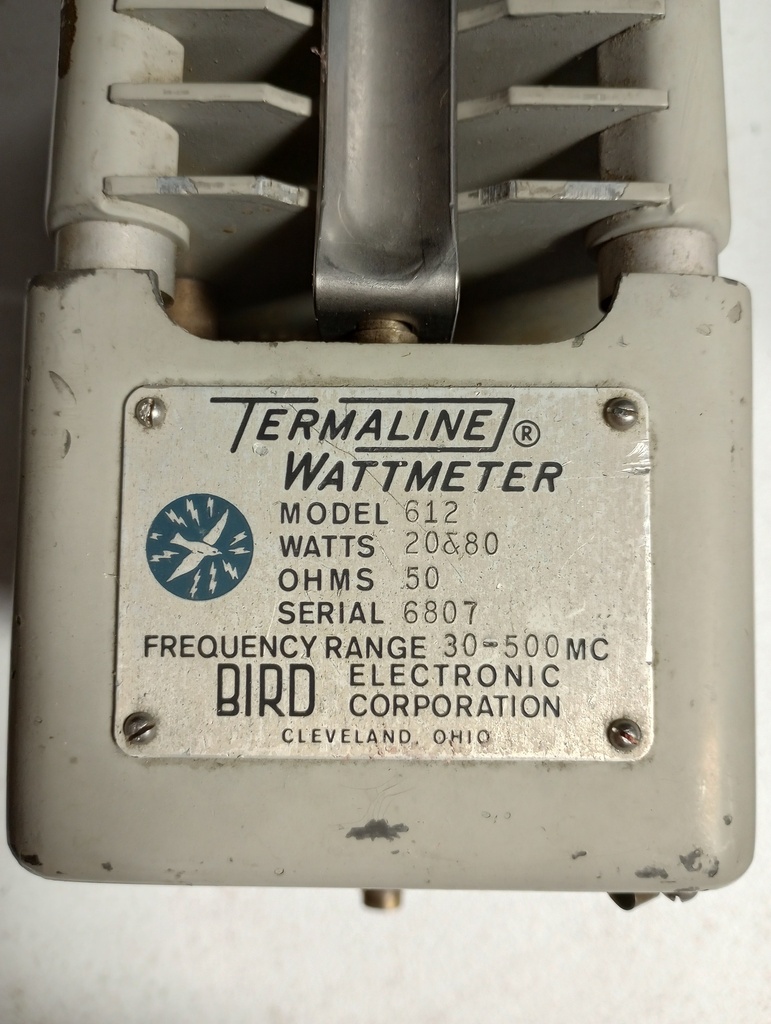 TERMALINE®
WATTMETER
MODEL 612
WATTS 20&80
OHMS 50
SERIAL 6807
FREQUENCY RANGE 30-500MC
BIRD ELECTRONIC
CORPORATION
CLEVELAND, OHIO